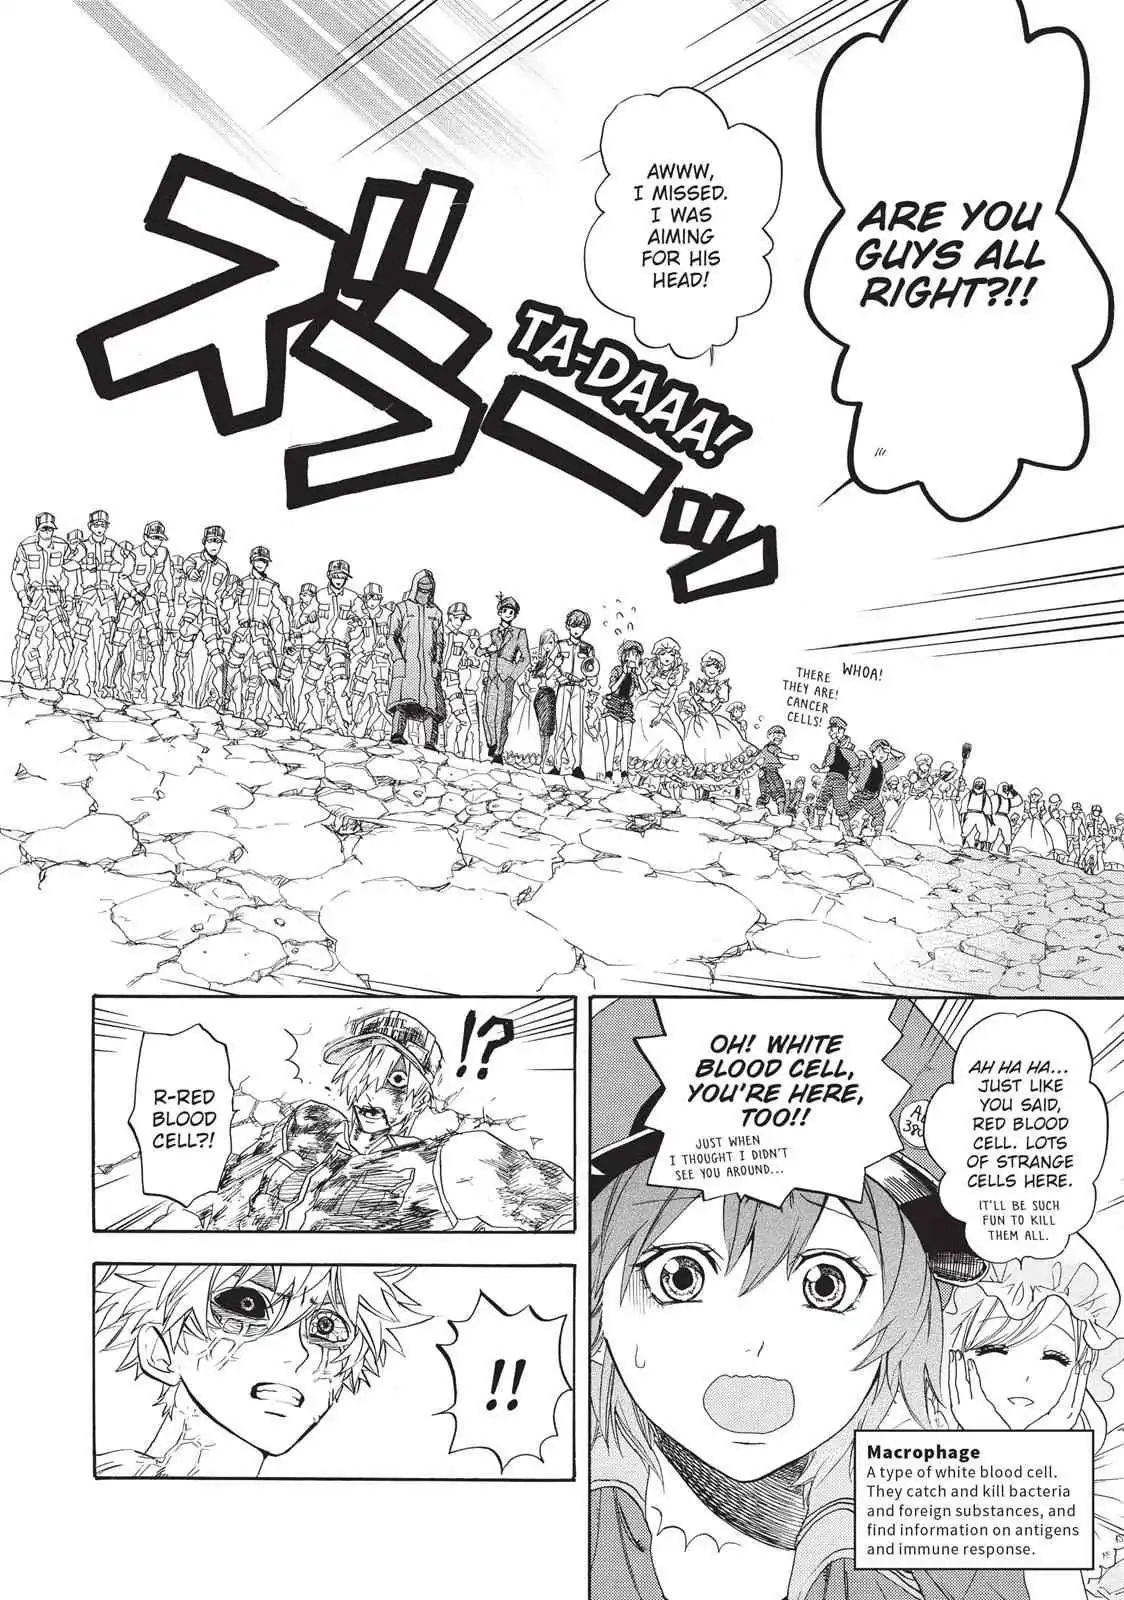 ARE YOU
GUYS ALL
RIGHT?!!
AWWW,
I MISSED.
I WAS
AIMING
FOR HIS
HEAD!
ズラーッ
TA-DAAA!
WHOA!
THERE
THEY ARE!
CANCER
CELLS!
AH HA HA...
JUST LIKE
YOU SAID,
RED BLOOD
CELL. LOTS
OF STRANGE
CELLS HERE.
IT'LL BE SUCH
FUN TO KILL
THEM ALL.
OH! WHITE
BLOOD CELL,
YOU'RE HERE,
TOO!!
JUST WHEN
I THOUGHT I DIDN'T
SEE YOU AROUND...
Macrophage
A type of white blood cell.
They catch and kill bacteria
and foreign substances, and
find information on antigens
and immune response.
!?
R-RED
BLOOD
CELL?!
!!